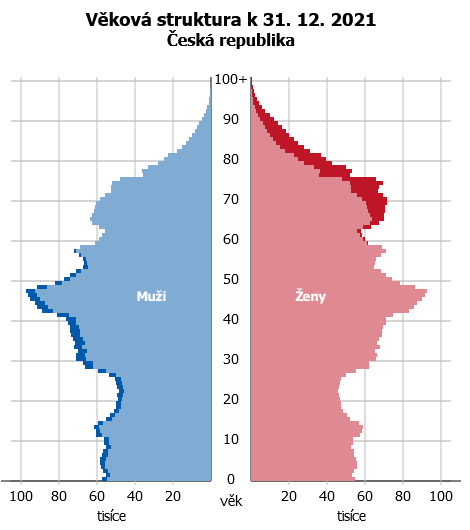 Věková struktura k 31. 12. 2021
Česká republika
100+
90
80
70
60
50
40
30
20
10
0
Muži
Ženy
100 80 60 40 20 věk 20 40 60 80 100
tisíce tisíce